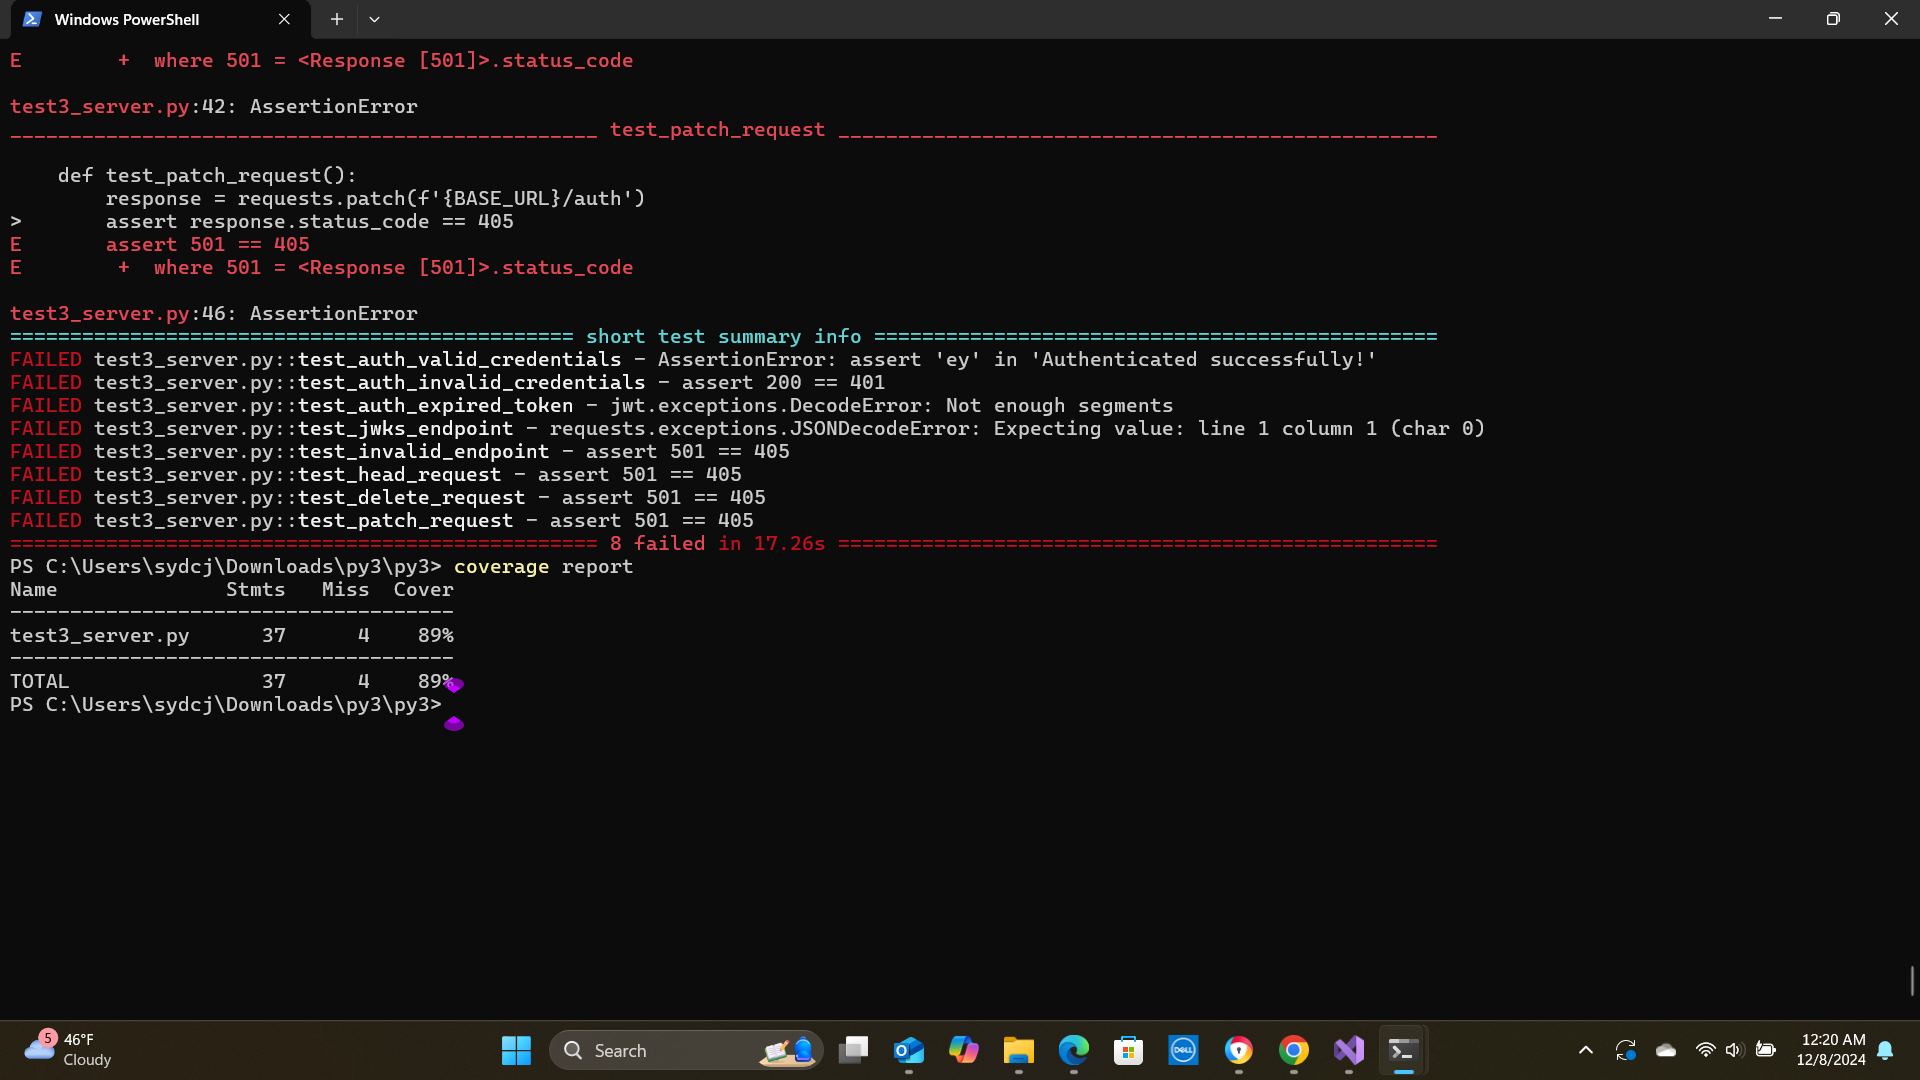 Windows PowerShell
E        +  where 501 = <Response [501]>.status_code
test3_server.py:42: AssertionError
_________________________________________________ test_patch_request __________________________________________________
    def test_patch_request():
        response = requests.patch(f'{BASE_URL}/auth')
>       assert response.status_code == 405
E       assert 501 == 405
E        +  where 501 = <Response [501]>.status_code
test3_server.py:46: AssertionError
=============================================== short test summary info ===============================================
FAILED test3_server.py::test_auth_valid_credentials - AssertionError: assert 'ey' in 'Authenticated successfully!'
FAILED test3_server.py::test_auth_invalid_credentials - assert 200 == 401
FAILED test3_server.py::test_auth_expired_token - jwt.exceptions.DecodeError: Not enough segments
FAILED test3_server.py::test_jwks_endpoint - requests.exceptions.JSONDecodeError: Expecting value: line 1 column 1 (char 0)
FAILED test3_server.py::test_invalid_endpoint - assert 501 == 405
FAILED test3_server.py::test_head_request - assert 501 == 405
FAILED test3_server.py::test_delete_request - assert 501 == 405
FAILED test3_server.py::test_patch_request - assert 501 == 405
================================================= 8 failed in 17.26s ==================================================
PS C:\Users\sydcj\Downloads\py3\py3> coverage report
Name              Stmts   Miss  Cover
-------------------------------------
test3_server.py      37      4    89%
-------------------------------------
TOTAL                37      4    89%
PS C:\Users\sydcj\Downloads\py3\py3>
5
46°F
Cloudy
Search
DELL
12:20 AM
12/8/2024